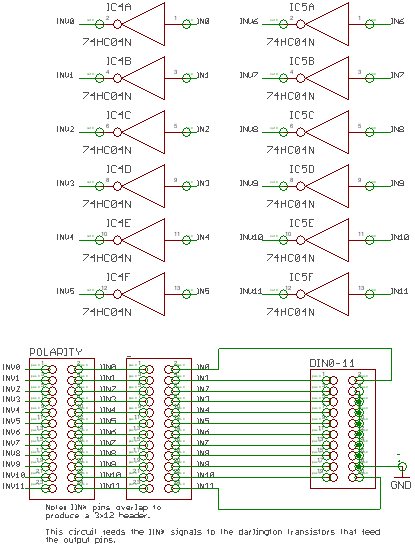 IC4A IC5A
INV0 2 1 IN0 INV6 2 1 IN6
74HC04N 74HC04N
IC4B IC5B
INV1 4 3 IN1 INV7 4 3 IN7
74HC04N 74HC04N
IC4C IC5C
INV2 6 5 IN2 INV8 6 5 IN8
74HC04N 74HC04N
IC4D IC5D
INV3 8 9 IN3 INV9 8 9 IN9
74HC04N 74HC04N
IC4E IC5E
INV4 10 11 IN4 INV10 10 11 IN10
74HC04N 74HC04N
IC4F IC5F
INV5 12 13 IN5 INV11 12 13 IN11
74HC04N 74HC04N
POLARITY DIN0-11
INV0 IIN0 IN0
INV1 IIN1 IN1
INV2 IIN2 IN2
INV3 IIN3 IN3
INV4 IIN4 IN4
INV5 IIN5 IN5
INV6 IIN6 IN6
INV7 IIN7 IN7
INV8 IIN8 IN8
INV9 IIN9 IN9
INV10 IIN10 IN10
INV11 IIN11 IN11
GND
Note: IIN* pins overlap to
produce a 3x12 header.
This circuit feeds the IIN* signals to the darlington transistors that feed
the output pins.